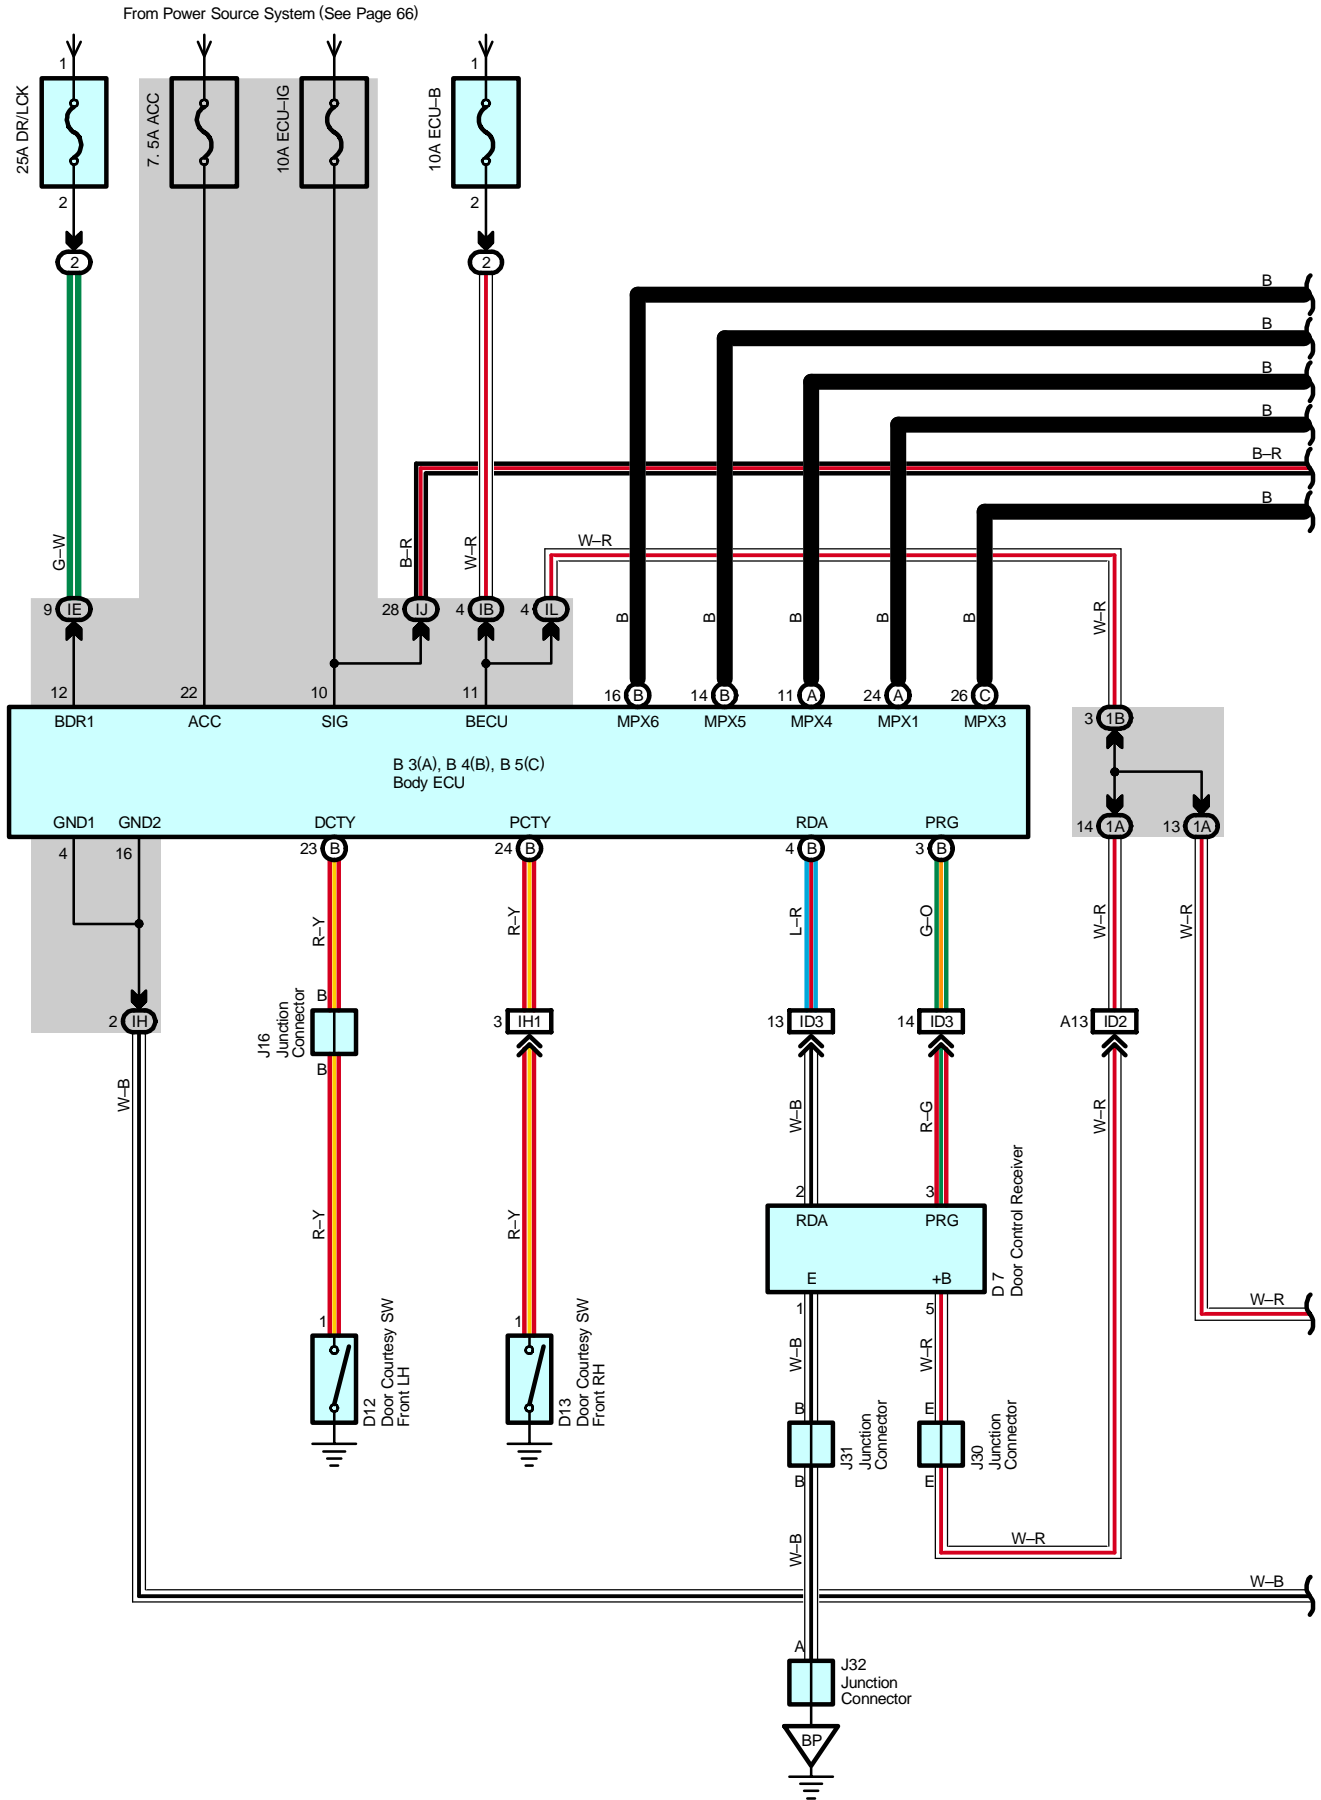 From Power Source System (See Page 66)
1
1
25A DR/LCK
7. 5A ACC
10A ECU–IG
10A ECU–B
2
2
2
2
B
B
B
B
B–R
B
G–W
B–R
W–R
W–R
B
B
B
B
B
W–R
9 IE
28 IJ
4 IB
4 IL
12
22
10
11
16 B
14 B
11 A
24 A
26 C
BDR1
ACC
SIG
BECU
MPX6
MPX5
MPX4
MPX1
MPX3
3 1B
B 3(A), B 4(B), B 5(C)
Body ECU
GND1
GND2
DCTY
PCTY
RDA
PRG
14 1A
13 1A
4
16
23 B
24 B
4 B
3 B
R–Y
R–Y
L–R
G–O
W–R
W–R
B
J16
Junction
Connector
B
2 IH
3 IH1
13 ID3
14 ID3
A13 ID2
W–B
W–B
R–G
W–R
R–Y
R–Y
2
3
RDA
PRG
E
+B
D 7
Door Control Receiver
1
5
W–R
1
1
D12
Door Courtesy SW
Front LH
D13
Door Courtesy SW
Front RH
W–B
W–R
B
E
J31
Junction
Connector
J30
Junction
Connector
B
E
W–B
W–R
W–B
A
J32
Junction
Connector
BP